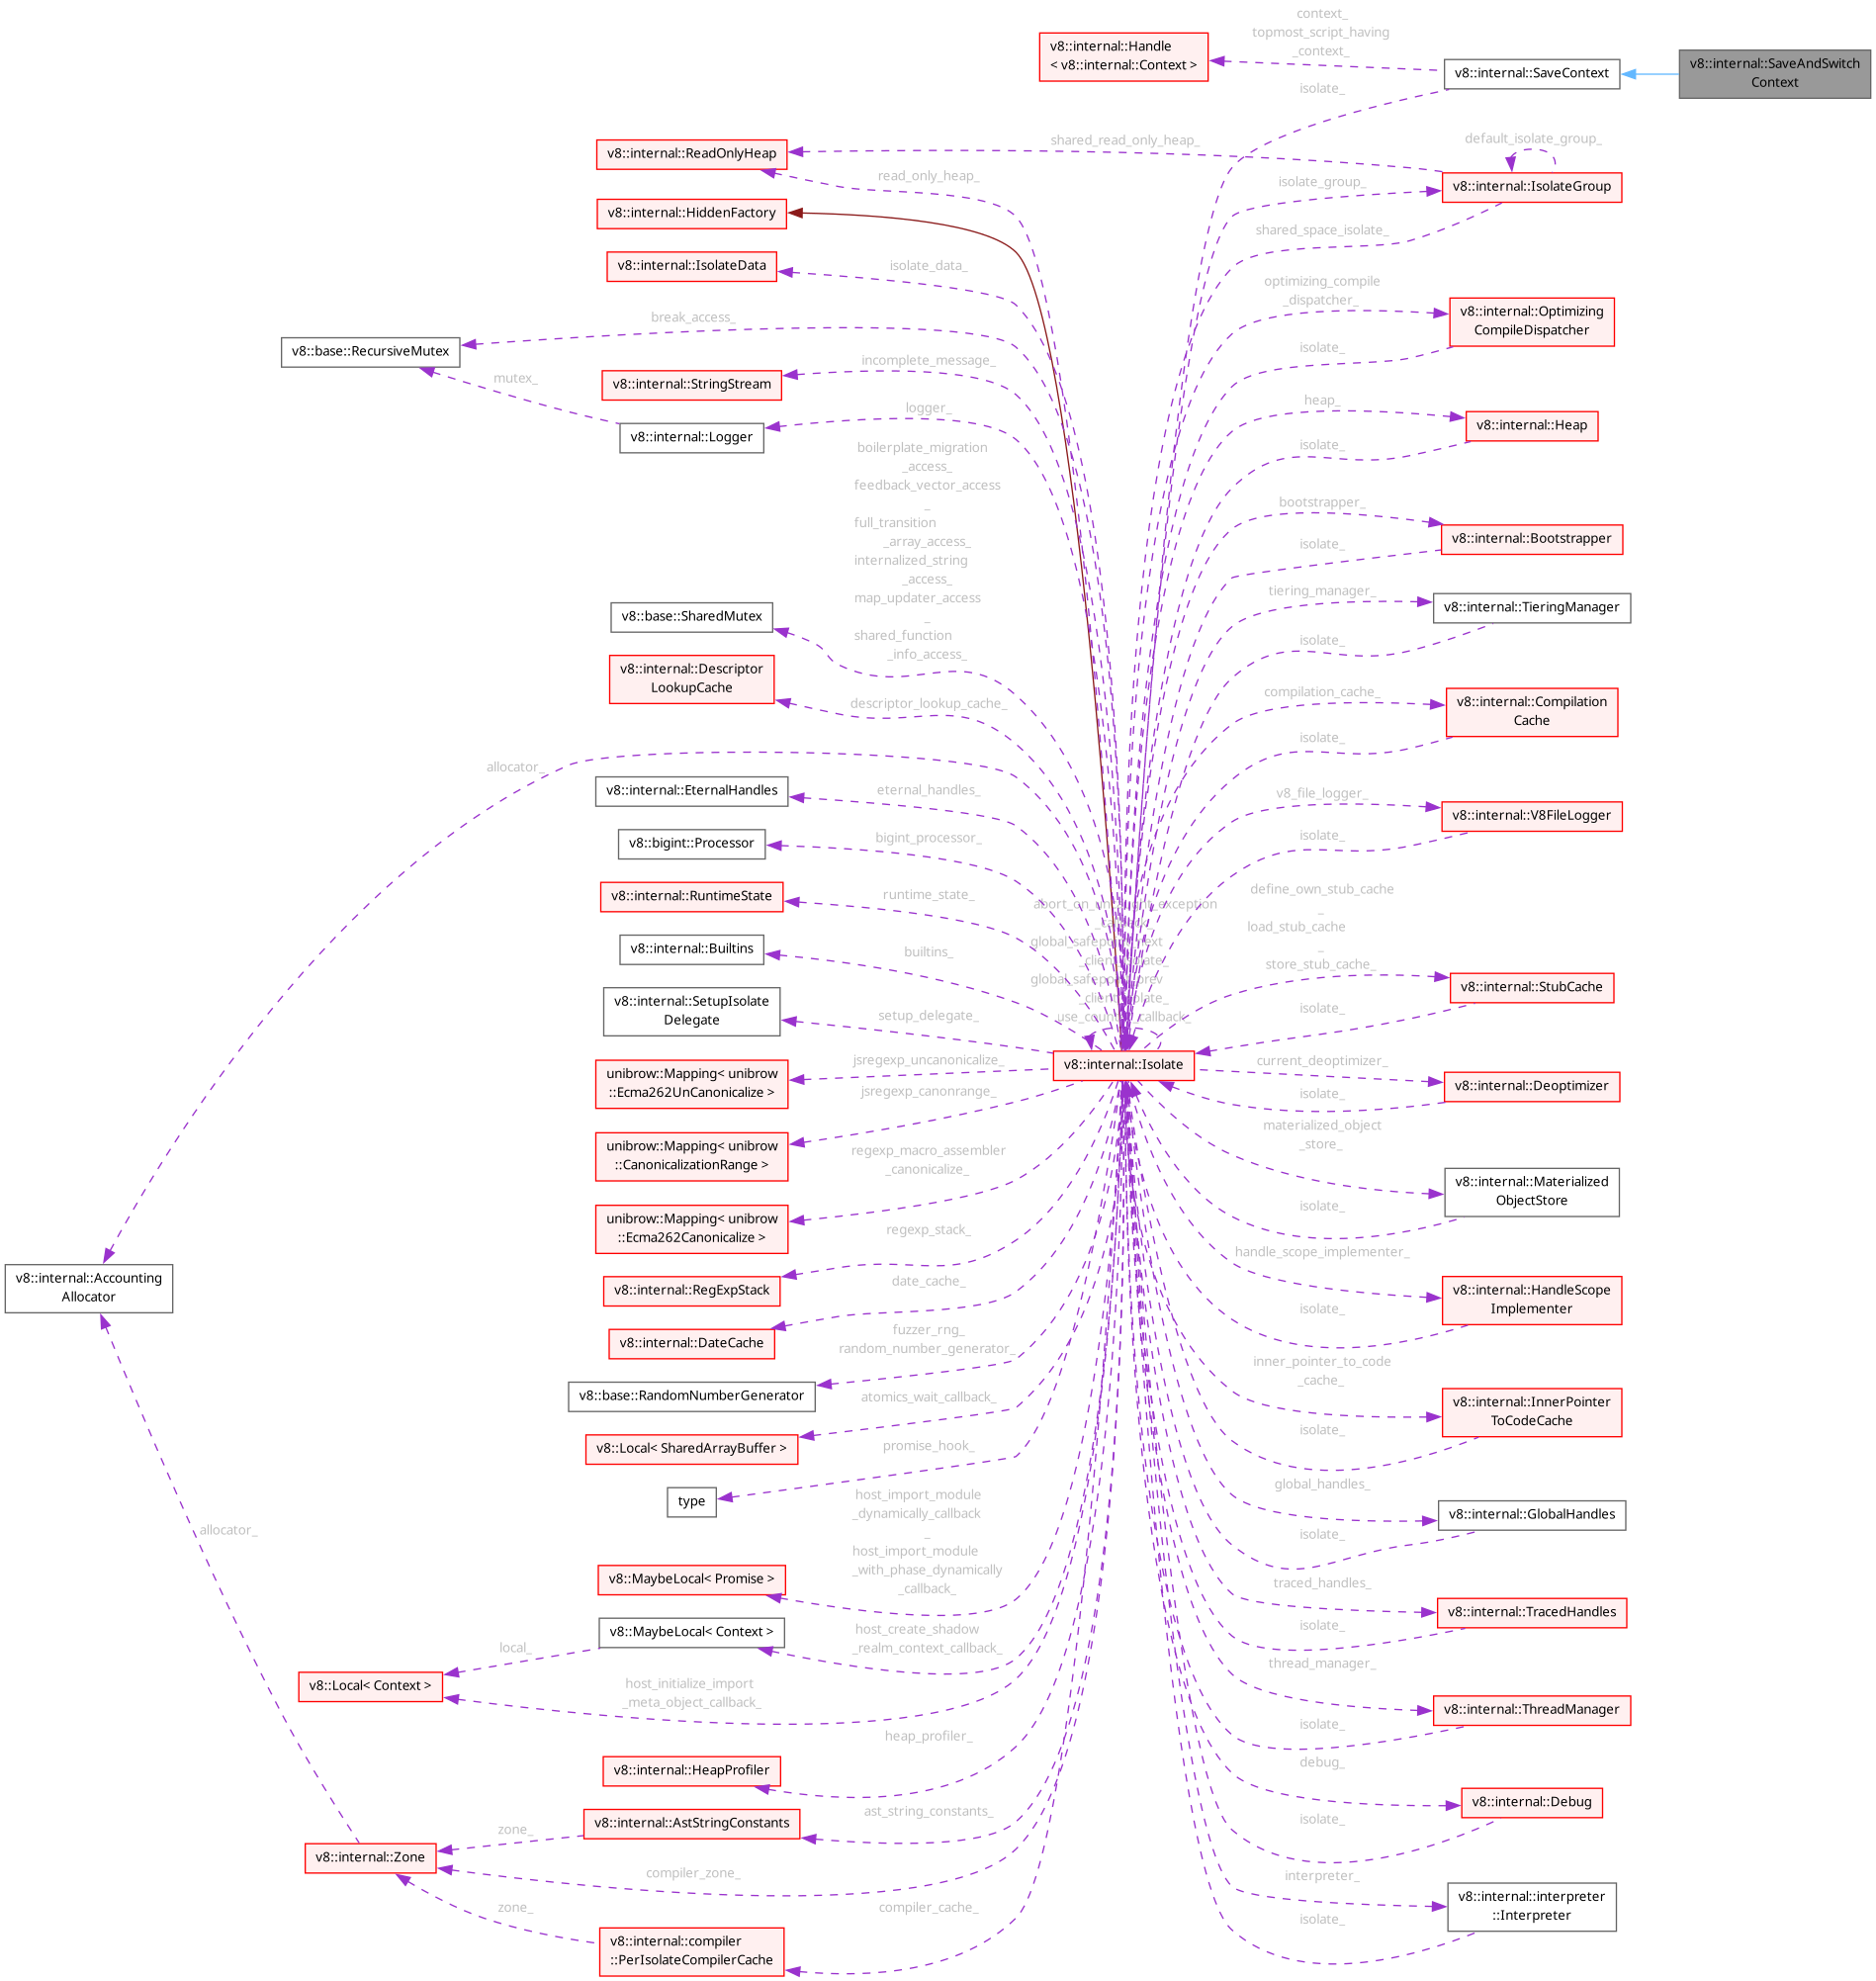 context_
topmost_script_having
_context_
v8::internal::Handle
< v8::internal::Context >
v8::internal::SaveContext
v8::internal::SaveAndSwitch
Context
isolate_
shared_read_only_heap_
default_isolate_group_
v8::internal::ReadOnlyHeap
read_only_heap_
isolate_group_
v8::internal::IsolateGroup
v8::internal::HiddenFactory
shared_space_isolate_
v8::internal::IsolateData
isolate_data_
optimizing_compile
_dispatcher_
v8::internal::Optimizing
CompileDispatcher
break_access_
v8::base::RecursiveMutex
isolate_
mutex_
v8::internal::StringStream
incomplete_message_
heap_
v8::internal::Heap
v8::internal::Logger
logger_
isolate_
boilerplate_migration
_access_
feedback_vector_access
_
full_transition
_array_access_
internalized_string
_access_
map_updater_access
_
shared_function
_info_access_
bootstrapper_
v8::internal::Bootstrapper
isolate_
tiering_manager_
v8::internal::TieringManager
isolate_
v8::base::SharedMutex
v8::internal::Descriptor
LookupCache
descriptor_lookup_cache_
compilation_cache_
v8::internal::Compilation
Cache
isolate_
allocator_
v8::internal::EternalHandles
eternal_handles_
v8_file_logger_
v8::internal::V8FileLogger
isolate_
v8::bigint::Processor
bigint_processor_
v8::internal::RuntimeState
runtime_state_
define_own_stub_cache
_
load_stub_cache
_
store_stub_cache_
v8::internal::StubCache
isolate_
v8::internal::Builtins
builtins_
use_counter_callback_
v8::internal::SetupIsolate
Delegate
setup_delegate_
v8::internal::Isolate
unibrow::Mapping< unibrow
::Ecma262UnCanonicalize >
jsregexp_uncanonicalize_
current_deoptimizer_
v8::internal::Deoptimizer
isolate_
unibrow::Mapping< unibrow
::CanonicalizationRange >
jsregexp_canonrange_
materialized_object
_store_
v8::internal::Materialized
ObjectStore
isolate_
unibrow::Mapping< unibrow
::Ecma262Canonicalize >
regexp_macro_assembler
_canonicalize_
v8::internal::Accounting
Allocator
v8::internal::RegExpStack
regexp_stack_
handle_scope_implementer_
v8::internal::HandleScope
Implementer
isolate_
v8::internal::DateCache
date_cache_
v8::base::RandomNumberGenerator
fuzzer_rng_
random_number_generator_
inner_pointer_to_code
_cache_
v8::internal::InnerPointer
ToCodeCache
isolate_
v8::Local< SharedArrayBuffer >
atomics_wait_callback_
type
promise_hook_
global_handles_
v8::internal::GlobalHandles
isolate_
allocator_
host_import_module
_dynamically_callback
_
host_import_module
_with_phase_dynamically
_callback_
v8::MaybeLocal< Promise >
traced_handles_
v8::internal::TracedHandles
isolate_
v8::MaybeLocal< Context >
host_create_shadow
_realm_context_callback_
local_
v8::Local< Context >
host_initialize_import
_meta_object_callback_
thread_manager_
v8::internal::ThreadManager
isolate_
v8::internal::HeapProfiler
heap_profiler_
debug_
v8::internal::Debug
isolate_
v8::internal::AstStringConstants
ast_string_constants_
zone_
v8::internal::Zone
compiler_zone_
interpreter_
v8::internal::interpreter
::Interpreter
isolate_
zone_
v8::internal::compiler
::PerIsolateCompilerCache
compiler_cache_